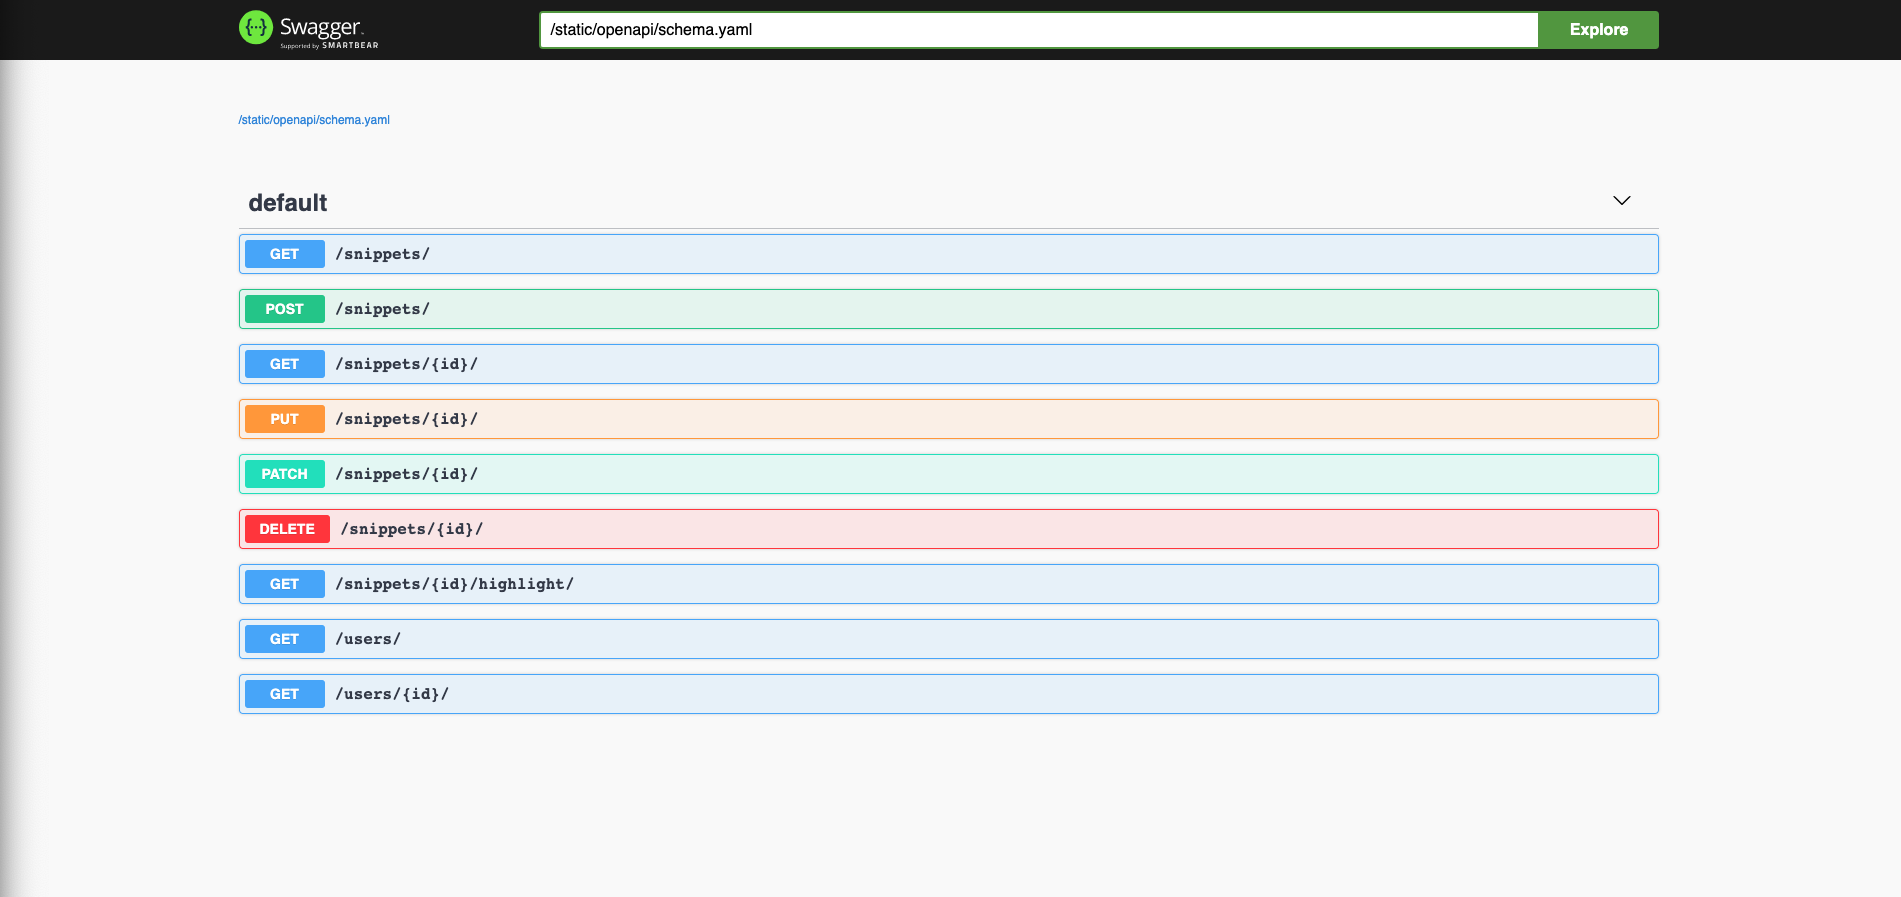 {···} Swagger.
Supported by SMARTBEAR
/static/openapi/schema.yaml
Explore
/static/openapi/schema.yaml
default
GET /snippets/
POST /snippets/
GET /snippets/{id}/
PUT /snippets/{id}/
PATCH /snippets/{id}/
DELETE /snippets/{id}/
GET /snippets/{id}/highlight/
GET /users/
GET /users/{id}/